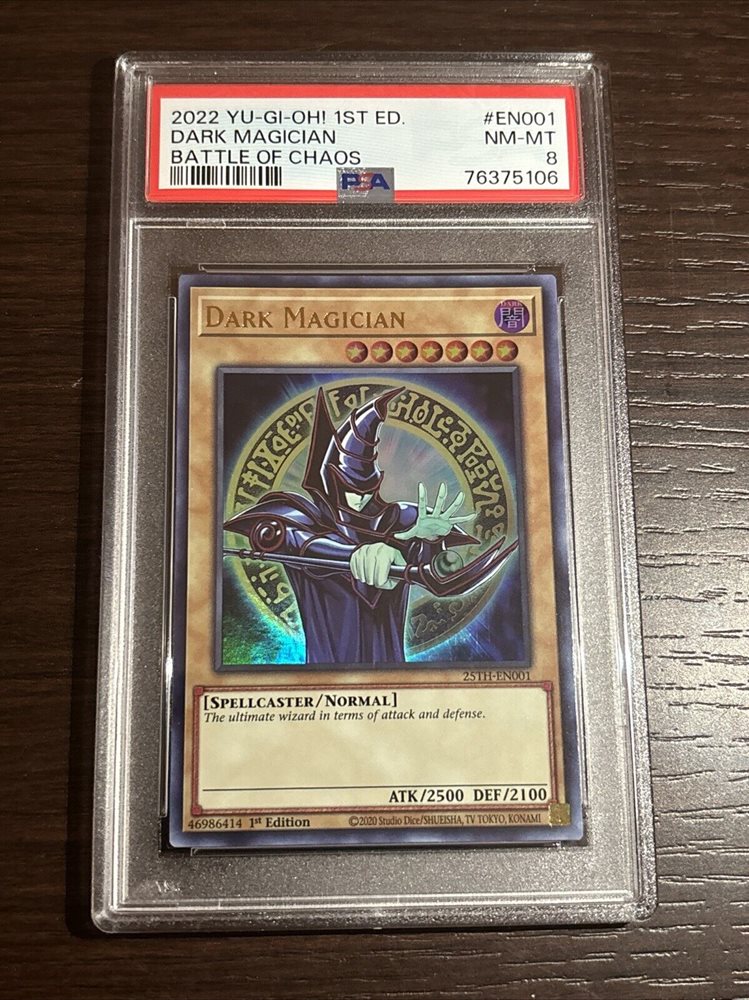 2022 YU-GI-OH! 1ST ED. #EN001
DARK MAGICIAN NM-MT
BATTLE OF CHAOS 8
PSA 76375106
DARK MAGICIAN
DARK
闇
25TH-EN001
[SPELLCASTER/NORMAL]
The ultimate wizard in terms of attack and defense.
ATK/2500 DEF/2100
46986414 1st Edition ©2020 Studio Dice/SHUEISHA, TV TOKYO, KONAMI